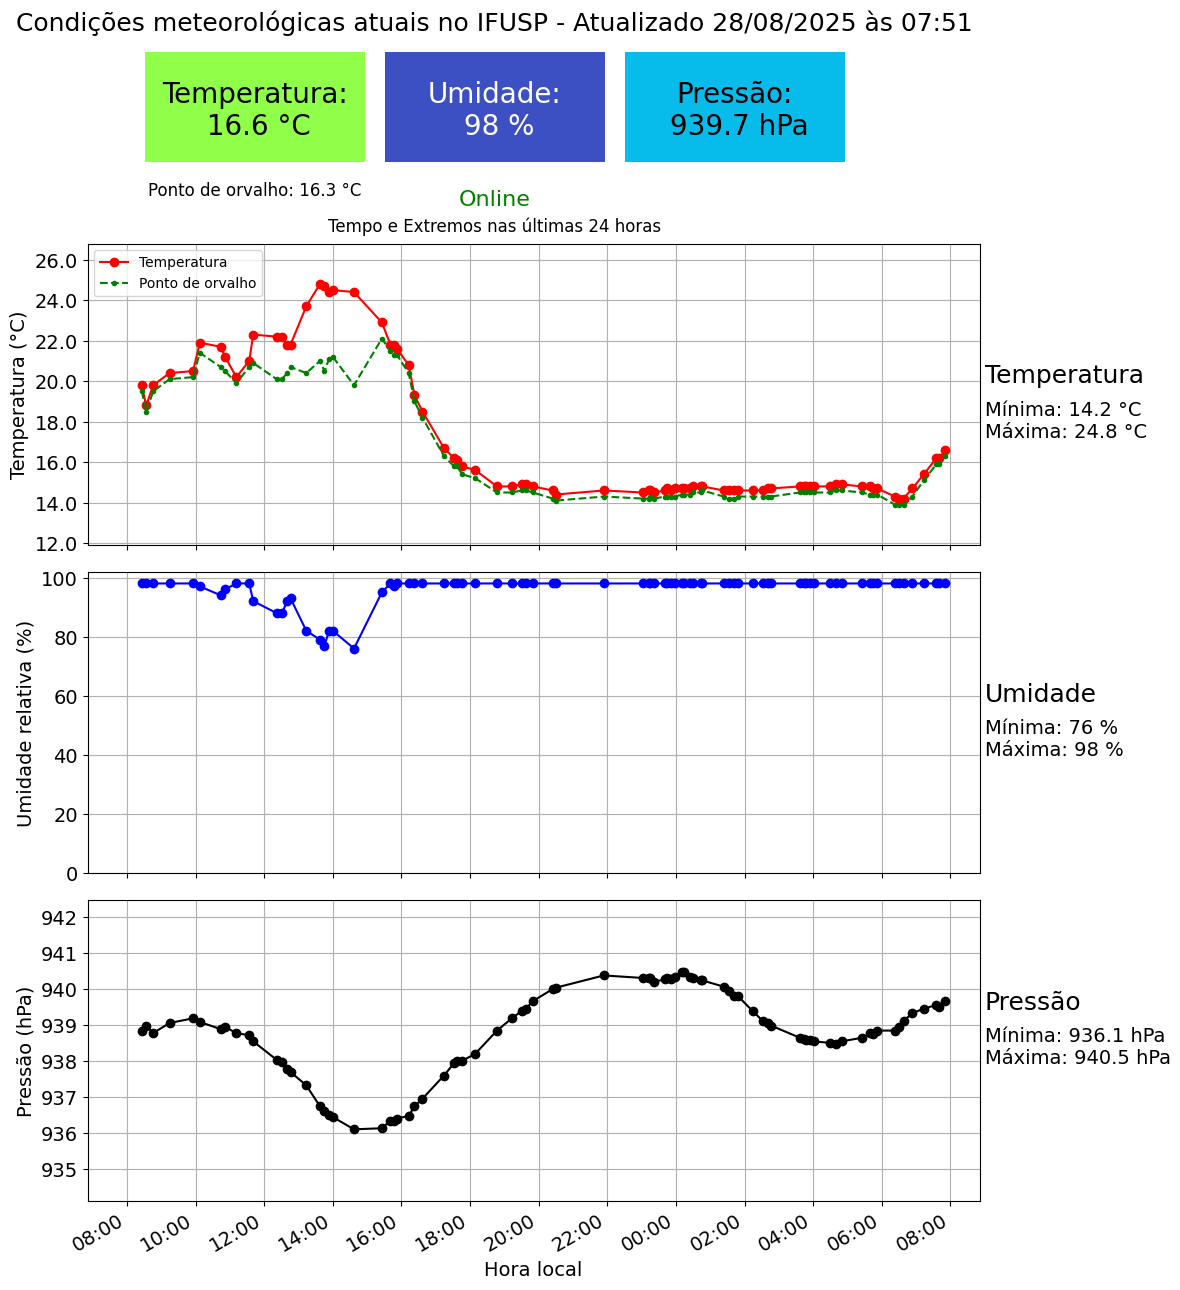 Condições meteorológicas atuais no IFUSP - Atualizado 28/08/2025 às 07:51
Temperatura:
16.6 °C
Umidade:
98 %
Pressão:
939.7 hPa
Ponto de orvalho: 16.3 °C
Online
Tempo e Extremos nas últimas 24 horas
Temperatura (°C)
26.0
24.0
22.0
20.0
18.0
16.0
14.0
12.0
Temperatura
Ponto de orvalho
Temperatura
Mínima: 14.2 °C
Máxima: 24.8 °C
Umidade relativa (%)
100
80
60
40
20
0
Umidade
Mínima: 76 %
Máxima: 98 %
Pressão (hPa)
942
941
940
939
938
937
936
935
Pressão
Mínima: 936.1 hPa
Máxima: 940.5 hPa
08:00
10:00
12:00
14:00
16:00
18:00
20:00
22:00
00:00
02:00
04:00
06:00
08:00
Hora local